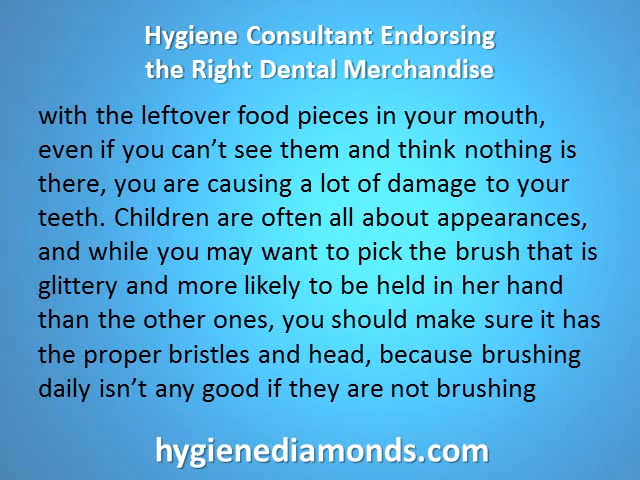 Hygiene Consultant Endorsing
the Right Dental Merchandise
with the leftover food pieces in your mouth,
even if you can’t see them and think nothing is
there, you are causing a lot of damage to your
teeth. Children are often all about appearances,
and while you may want to pick the brush that is
glittery and more likely to be held in her hand
than the other ones, you should make sure it has
the proper bristles and head, because brushing
daily isn’t any good if they are not brushing
hygienediamonds.com